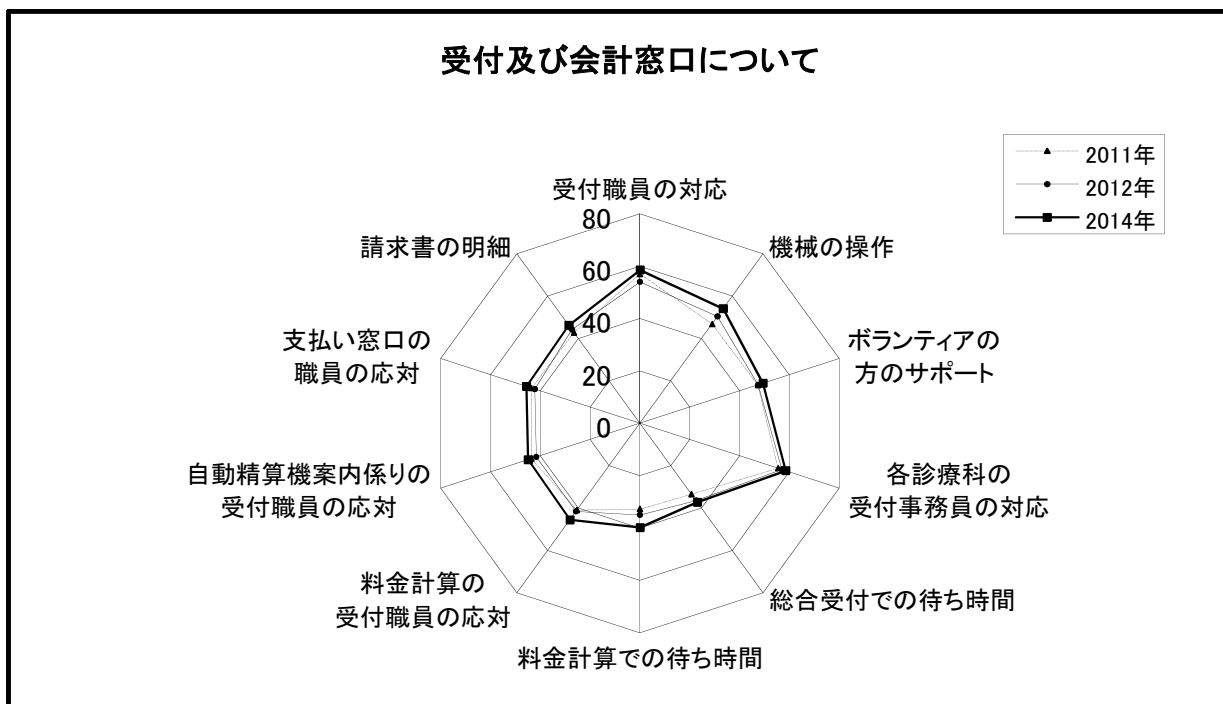 受付及び会計窓口について
2011年
2012年
2014年
受付職員の対応
機械の操作
ボランティアの
方のサポート
各診療科の
受付事務員の対応
総合受付での待ち時間
料金計算での待ち時間
料金計算の
受付職員の応対
自動精算機案内係りの
受付職員の応対
支払い窓口の
職員の応対
請求書の明細
80
60
40
20
0